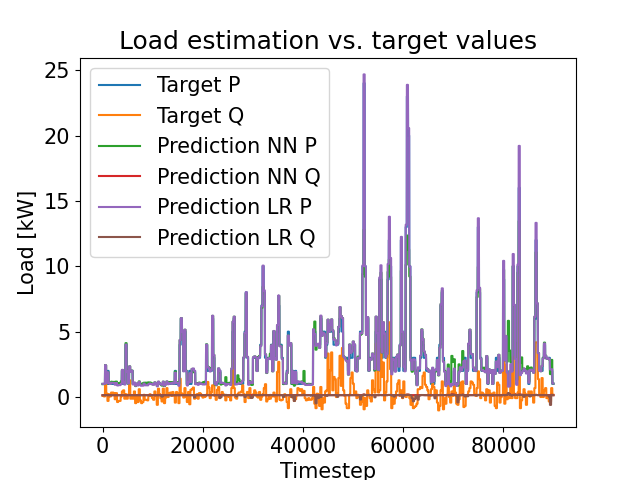 Load estimation vs. target values
25
20
15
10
5
0
Load [kW]
Target P
Target Q
Prediction NN P
Prediction NN Q
Prediction LR P
Prediction LR Q
0 20000 40000 60000 80000
Timestep